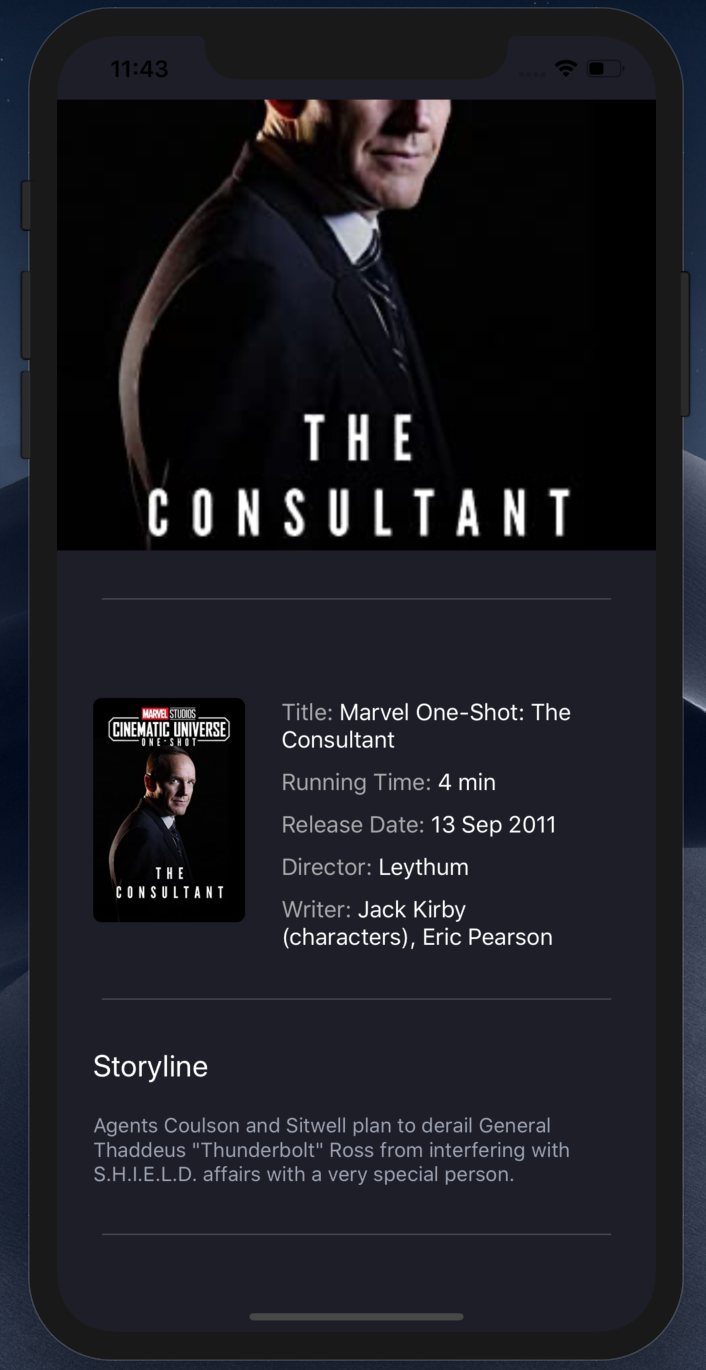 11:43
THE
CONSULTANT
MARVEL STUDIOS
CINEMATIC UNIVERSE
ONE-SHOT
THE
CONSULTANT
Title: Marvel One-Shot: The
Consultant
Running Time: 4 min
Release Date: 13 Sep 2011
Director: Leythum
Writer: Jack Kirby
(characters), Eric Pearson
Storyline
Agents Coulson and Sitwell plan to derail General
Thaddeus "Thunderbolt" Ross from interfering with
S.H.I.E.L.D. affairs with a very special person.